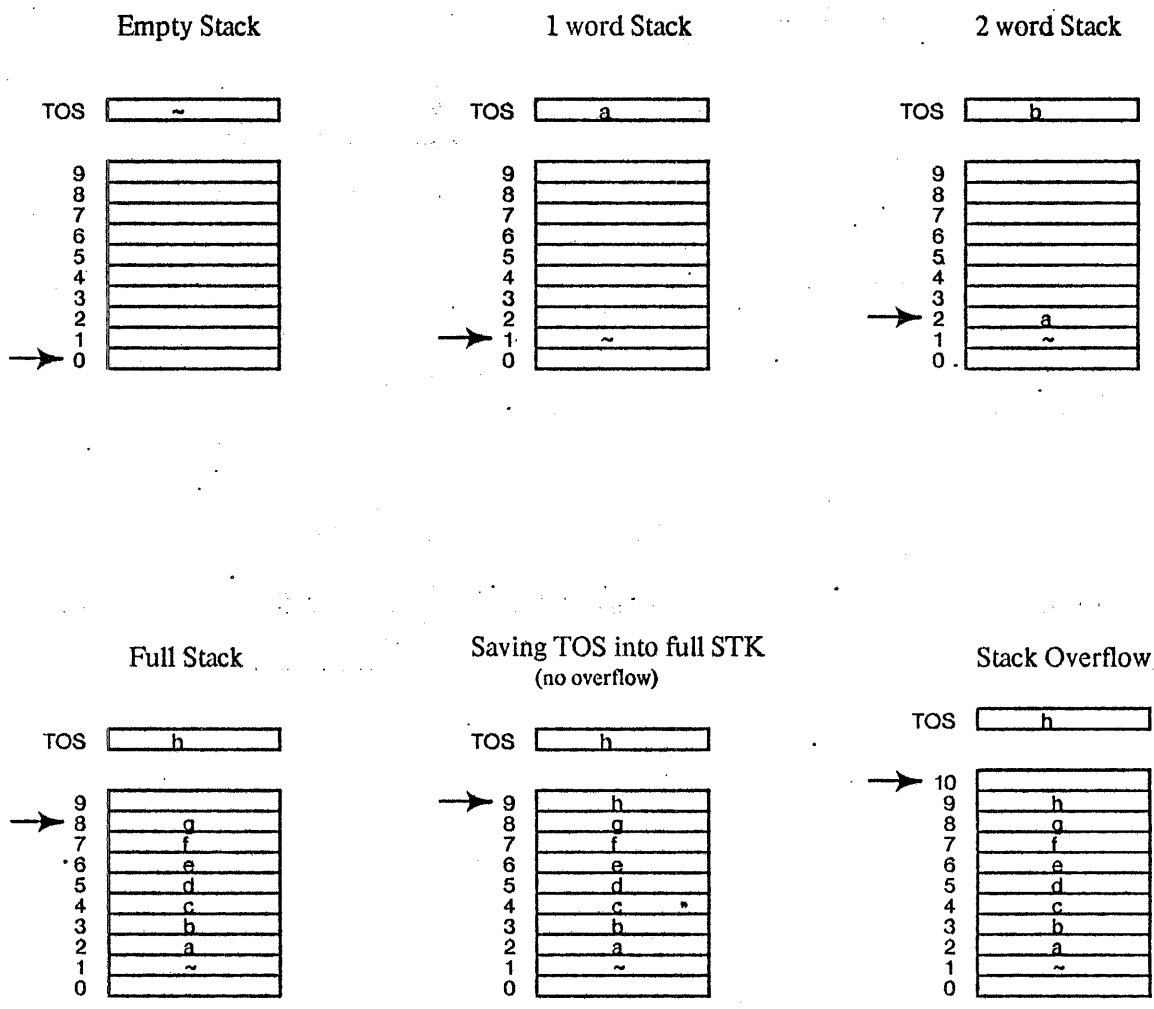 Empty Stack
1 word Stack
2 word Stack
TOS ~
TOS a
TOS b
9
8
7
6
5
4
3
2
1
0
9
8
7
6
5
4
3
2
1 ~
0
9
8
7
6
5
4
3
2 a
1 ~
0
Full Stack
Saving TOS into full STK
(no overflow)
Stack Overflow
TOS h
TOS h
TOS h
9
8 g
7 f
6 e
5 d
4 c
3 b
2 a
1 ~
0
9 h
8 g
7 f
6 e
5 d
4 c
3 b
2 a
1 ~
0
10
9 h
8 g
7 f
6 e
5 d
4 c
3 b
2 a
1 ~
0